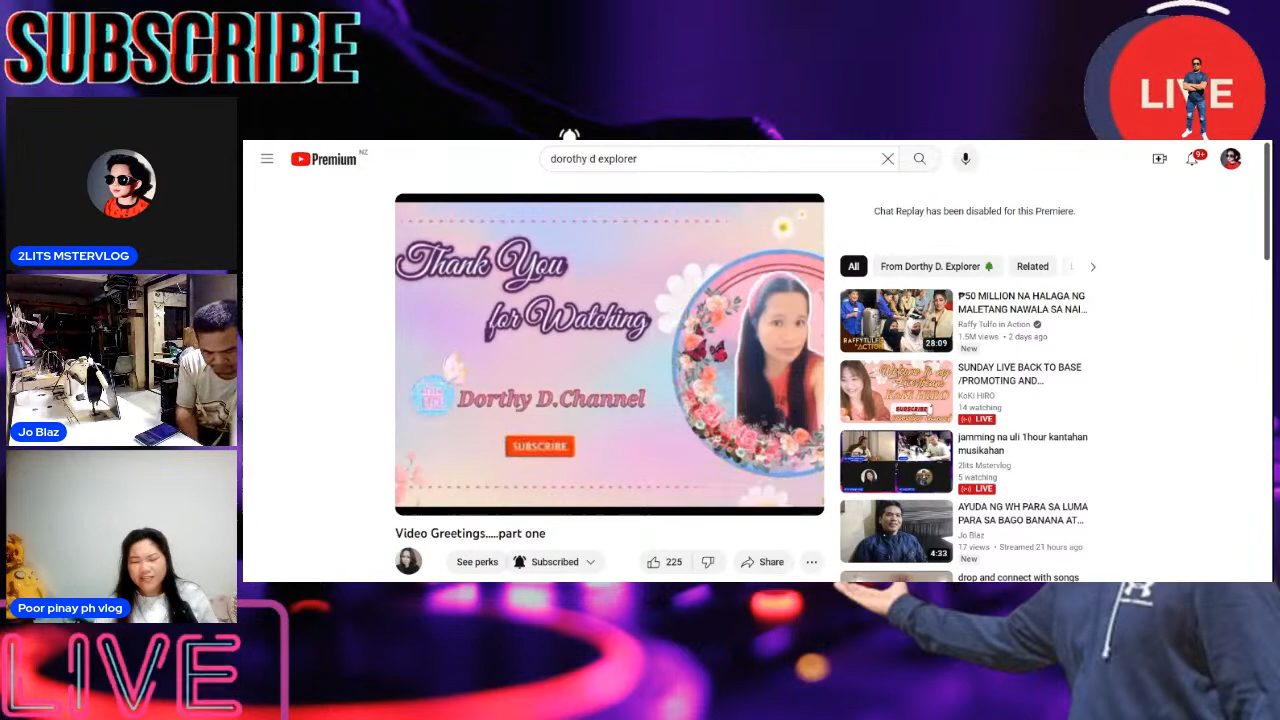 SUBSCRIBE
LIVE
2LITS MSTERVLOG
Jo Blaz
Poor pinay ph vlog
LIVE
Premium NZ
dorothy d explorer
9+
Thank You
for Watching
Dorthy D.Channel
SUBSCRIBE
Video Greetings.....part one
See perks
Subscribed
225
Share
Chat Replay has been disabled for this Premiere.
All
From Dorthy D. Explorer
Related
₱50 MILLION NA HALAGA NG
MALETANG NAWALA SA NAI...
Raffy Tulfo in Action
1.5M views • 2 days ago
New
28:09
SUNDAY LIVE BACK TO BASE
/PROMOTING AND...
KoKi HIRO
14 watching
LIVE
SUBSCRIBE
jamming na uli 1hour kantahan
musikahan
2lits Mstervlog
5 watching
LIVE
AYUDA NG WH PARA SA LUMA
PARA SA BAGO BANANA AT...
Jo Blaz
17 views • Streamed 21 hours ago
New
4:33
drop and connect with songs